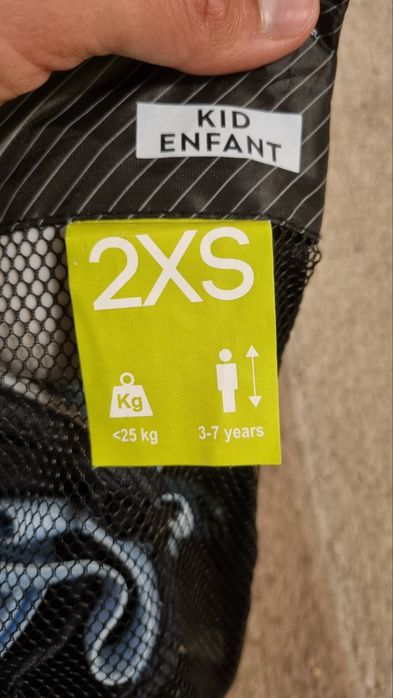 KID
ENFANT
2XS
Kg
<25 kg
3-7 years